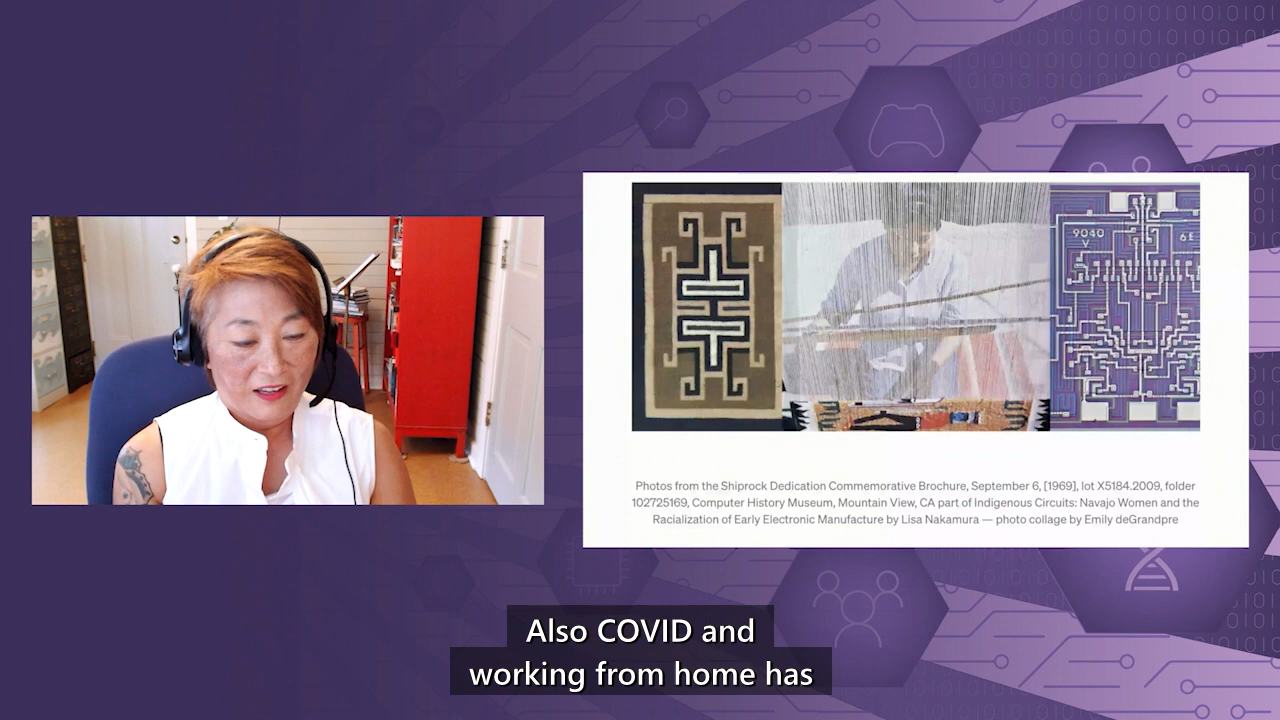 9040
V
6E
Photos from the Shiprock Dedication Commemorative Brochure, September 6, [1969], lot X5184.2009, folder
102725169, Computer History Museum, Mountain View, CA part of Indigenous Circuits: Navajo Women and the
Racialization of Early Electronic Manufacture by Lisa Nakamura — photo collage by Emily deGrandpre
Also COVID and
working from home has